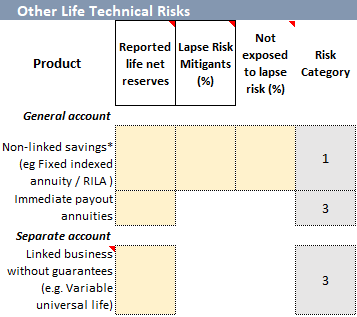 Other Life Technical Risks
Product
Reported
life net
reserves
Lapse Risk
Mitigants
(%)
Not
exposed
to lapse
risk (%)
Risk
Category
General account
Non-linked savings*
(eg Fixed indexed
annuity / RILA )
1
Immediate payout
annuities
3
Separate account
Linked business
without guarantees
(e.g. Variable
universal life)
3